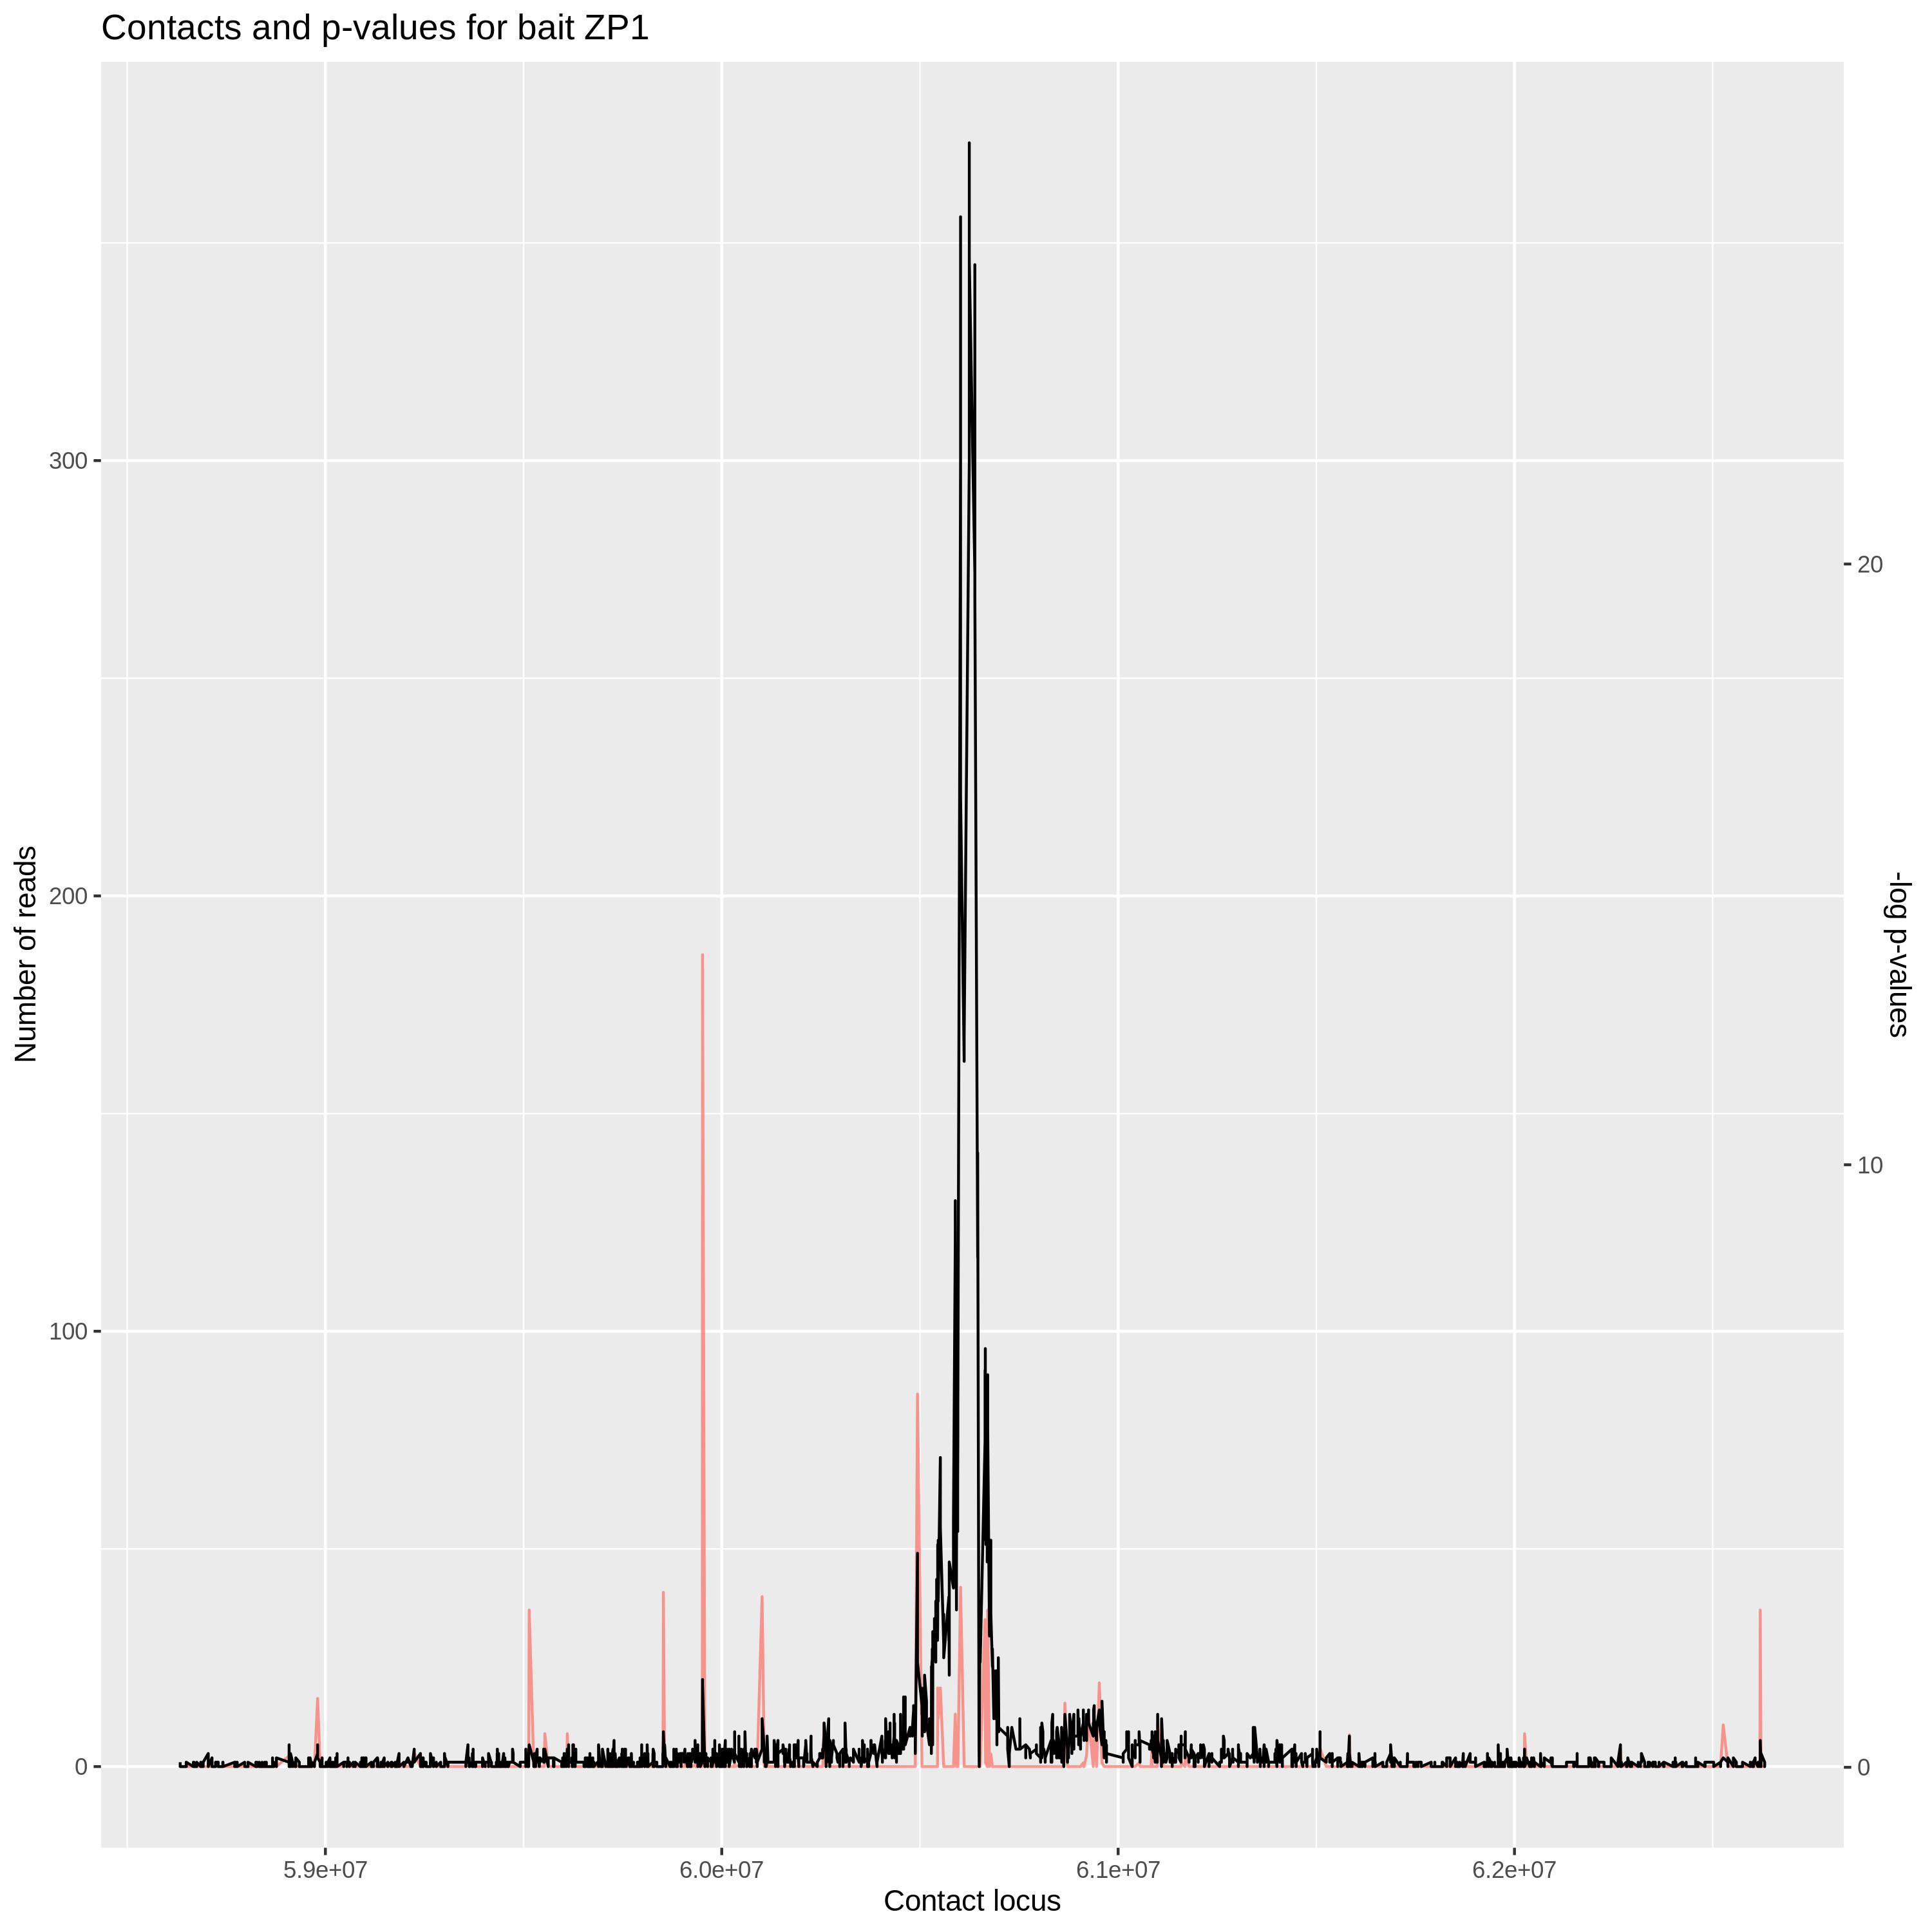 Contacts and p-values for bait ZP1
300
200
100
0
Number of reads
20
10
0
-log p-values
5.9e+07
6.0e+07
6.1e+07
6.2e+07
Contact locus